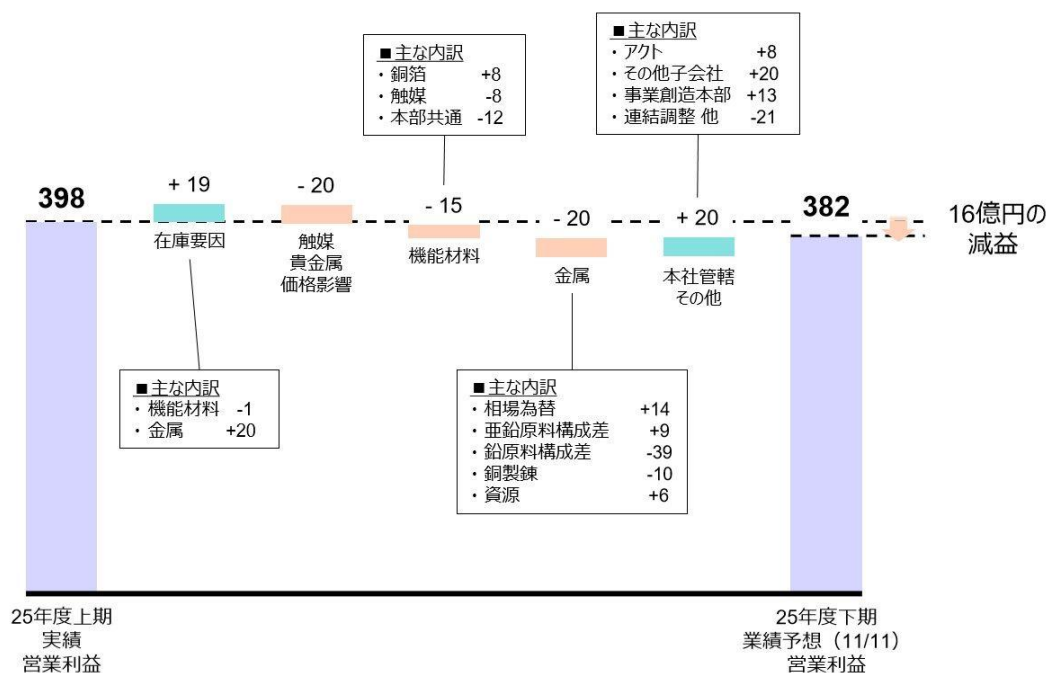 ■主な内訳
・銅箔 +8
・触媒 -8
・本部共通 -12
■主な内訳
・アクト +8
・その他子会社 +20
・事業創造本部 +13
・連結調整 他 -21
398
+ 19
在庫要因
- 20
触媒
貴金属
価格影響
- 15
機能材料
- 20
金属
+ 20
本社管轄
その他
382
16億円の
減益
■主な内訳
・機能材料 -1
・金属 +20
■主な内訳
・相場為替 +14
・亜鉛原料構成差 +9
・鉛原料構成差 -39
・銅製錬 -10
・資源 +6
25年度上期
実績
営業利益
25年度下期
業績予想（11/11）
営業利益